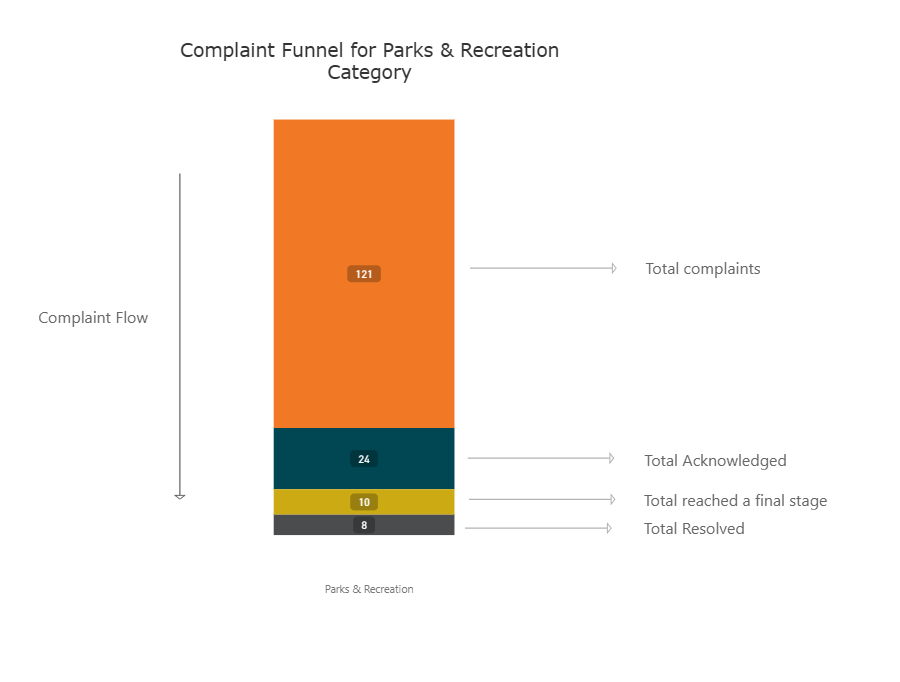 Complaint Funnel for Parks & Recreation
Category
121
Total complaints
Complaint Flow
24
Total Acknowledged
10
Total reached a final stage
8
Total Resolved
Parks & Recreation